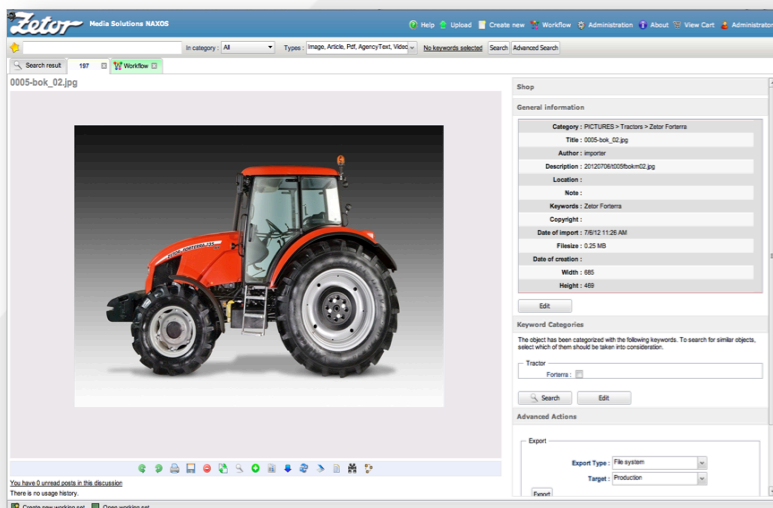 Zetor Media Solutions NAXOS
Help Upload Create new Workflow Administration About View Cart Administrator
In category : All Types : Image, Article, Pdf, AgencyText, Video No keywords selected Search Advanced Search
Search result 197 Workflow
0005-bok_02.jpg
Shop
General information
Category : PICTURES > Tractors > Zetor Forterra
Title : 0005-bok_02.jpg
Author : importer
Description : 20120706/t005fbokm02.jpg
Location :
Note :
Keywords : Zetor Forterra
Copyright :
Date of import : 7/6/12 11:26 AM
Filesize : 0.25 MB
Date of creation :
Width : 685
Height : 469
Edit
Keyword Categories
The object has been categorized with the following keywords. To search for similar objects,
select which of them should be taken into consideration.
Tractor
Forterra :
Search Edit
Advanced Actions
Export
Export Type : File system
Target : Production
Export
You have 0 unread posts in this discussion
There is no usage history.
Create new working set Open working set